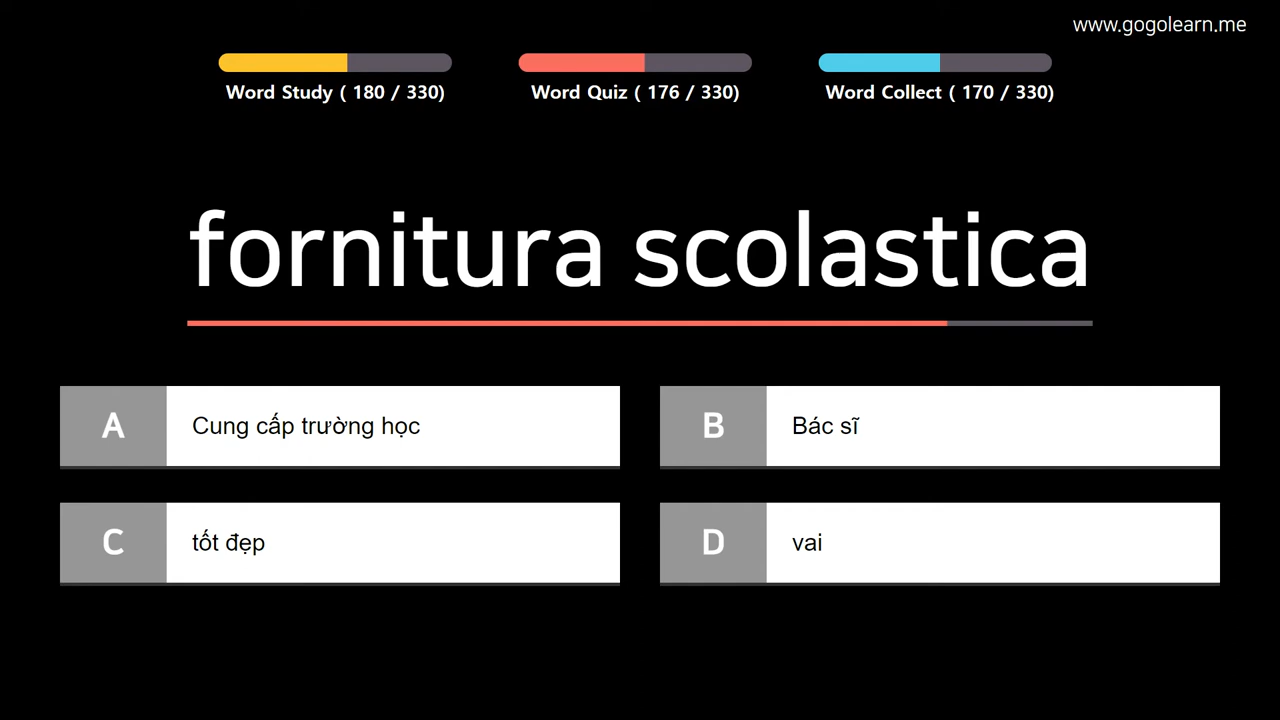 www.gogolearn.me
Word Study ( 180 / 330)
Word Quiz ( 176 / 330)
Word Collect ( 170 / 330)
fornitura scolastica
A Cung cấp trường học
B Bác sĩ
C tốt đẹp
D vai